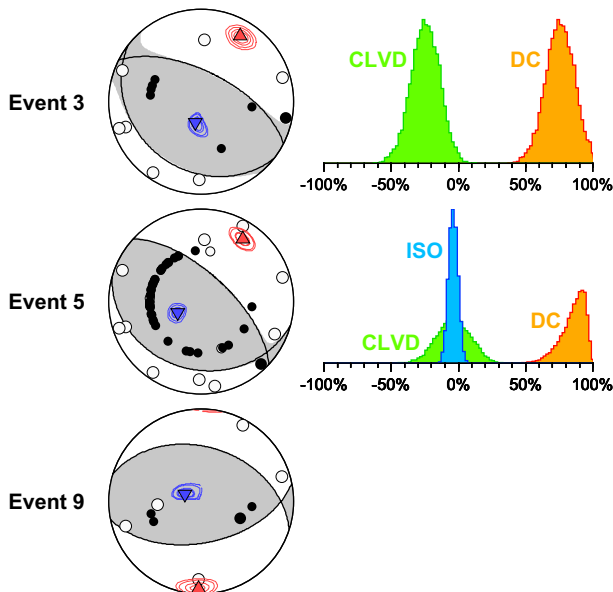 Event 3
CLVD
DC
-100%
-50%
0%
50%
100%
Event 5
ISO
CLVD
DC
-100%
-50%
0%
50%
100%
Event 9